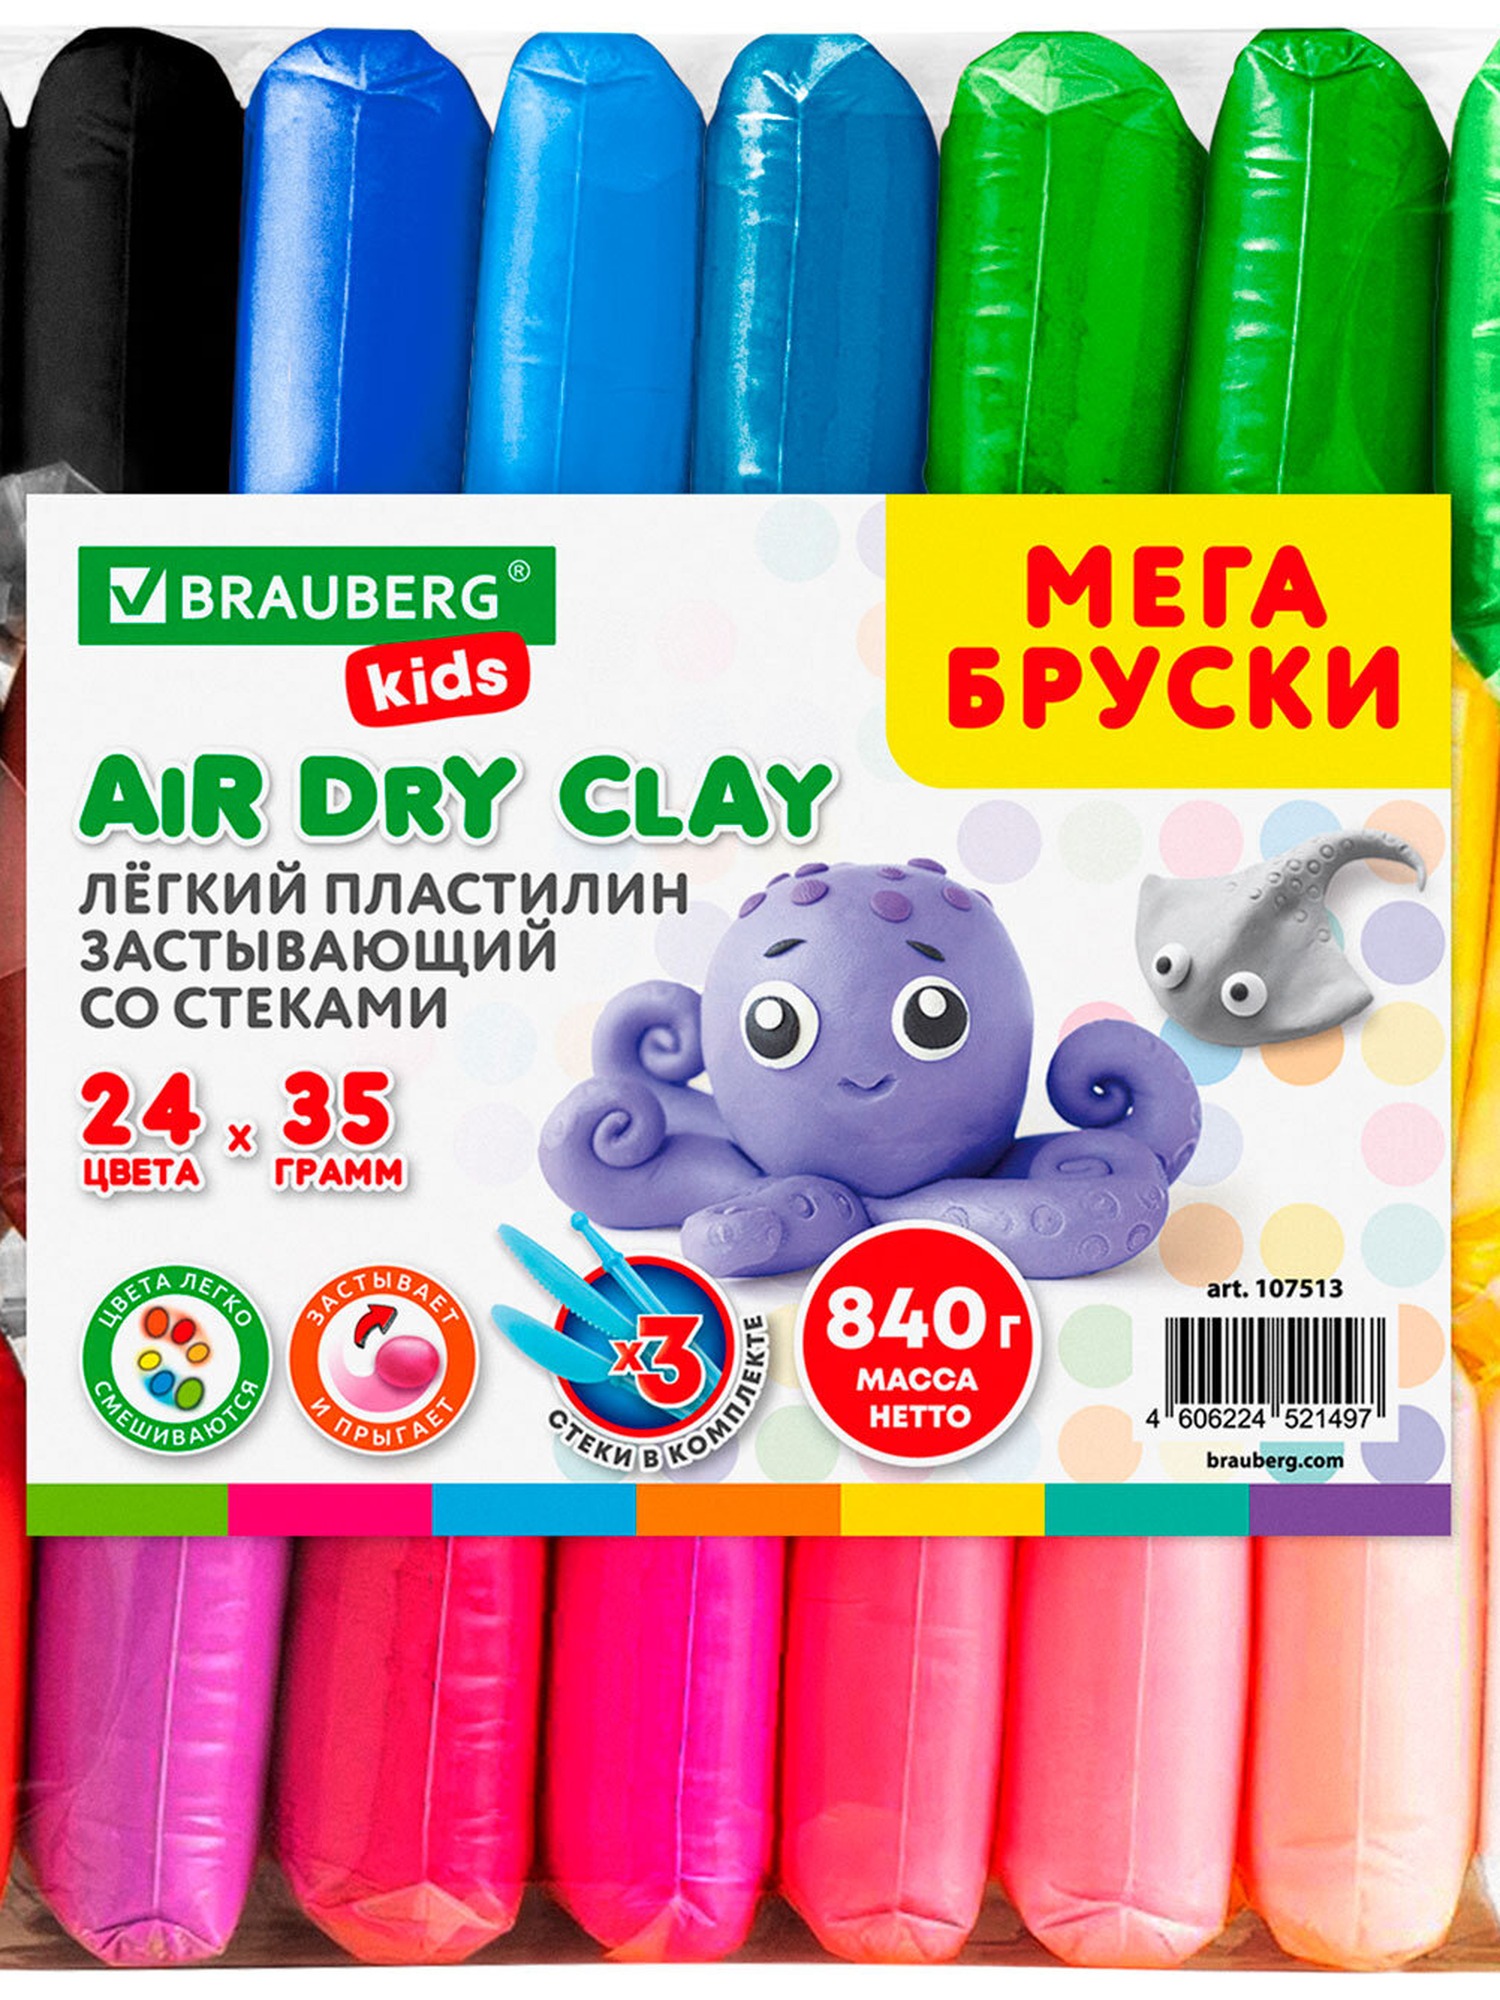 BRAUBERG®
kids
МЕГА
БРУСКИ
AIR DRY CLAY
ЛЁГКИЙ ПЛАСТИЛИН
ЗАСТЫВАЮЩИЙ
СО СТЕКАМИ
24 x 35
ЦВЕТА ГРАММ
ЦВЕТА ЛЕГКО
СМЕШИВАЮТСЯ
ЗАСТЫВАЕТ
И ПРЫГАЕТ
x3
СТЕКИ В КОМПЛЕКТЕ
840 г
МАССА
НЕТТО
art. 107513
4 606224 521497
brauberg.com